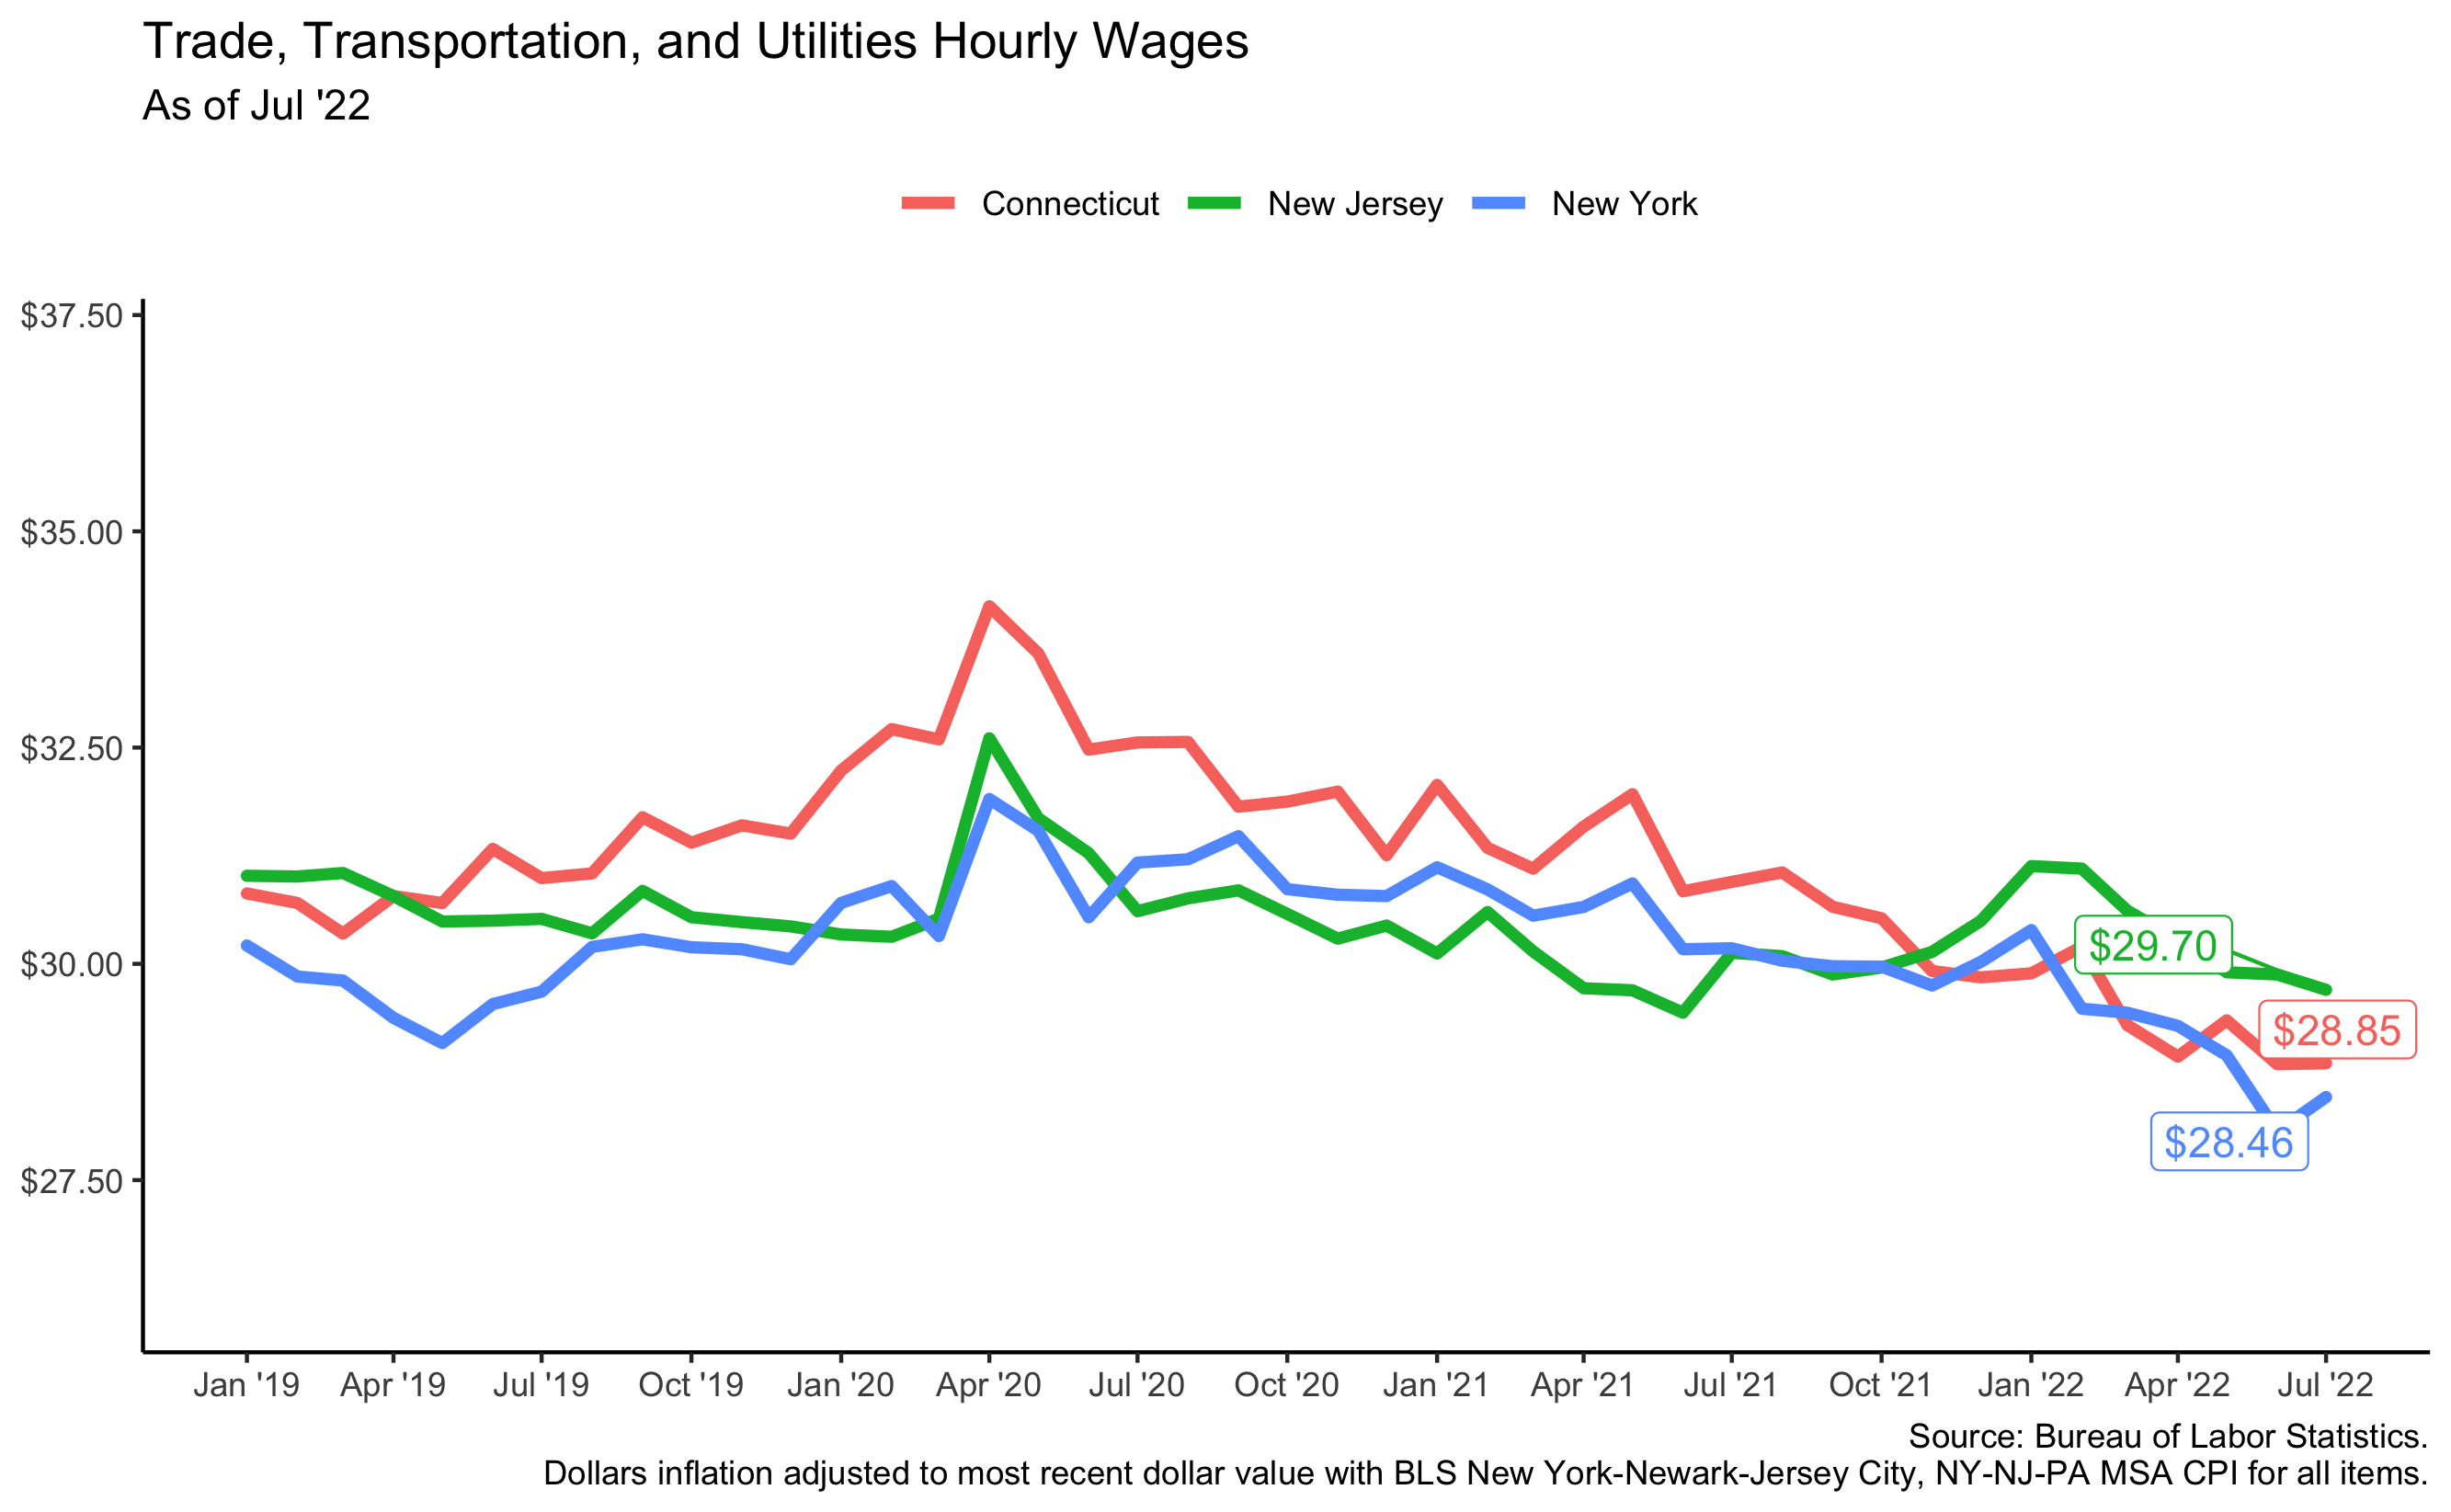 Trade, Transportation, and Utilities Hourly Wages
As of Jul '22
Connecticut New Jersey New York
$37.50
$35.00
$32.50
$30.00
$27.50
$29.70
$28.85
$28.46
Jan '19 Apr '19 Jul '19 Oct '19 Jan '20 Apr '20 Jul '20 Oct '20 Jan '21 Apr '21 Jul '21 Oct '21 Jan '22 Apr '22 Jul '22
Source: Bureau of Labor Statistics.
Dollars inflation adjusted to most recent dollar value with BLS New York-Newark-Jersey City, NY-NJ-PA MSA CPI for all items.